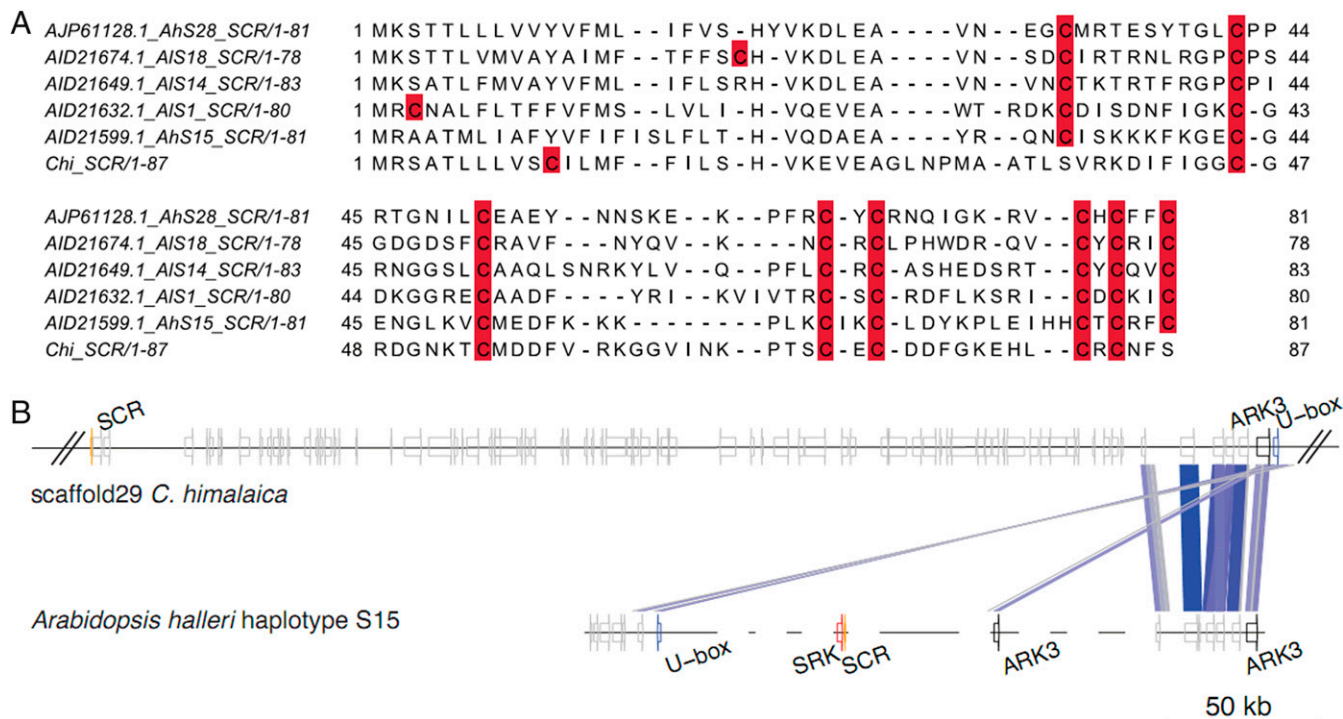 A
AJP61128.1_AhS28_SCR/1-81 1 MKSTTLLLVVYVFML--IFVS-HYVKDLEA----VN--EGCMRTESYTGLCPP 44
AID21674.1_AlS18_SCR/1-78 1 MKSTTLVMVAYAIMF--TFFSCH-VKDLEA----VN--SDCIRTRNLRGPCPS 44
AID21649.1_AlS14_SCR/1-83 1 MKSATLFMVAYVFMF--IFLSRH-VKDVEA----VN--SNCTKTRTFRGPCPI 44
AID21632.1_AlS1_SCR/1-80 1 MRCNALFLTFFVFMS--LVLI-H-VQEVEA----WT-RDKCDISDNFIGKC-G 43
AID21599.1_AhS15_SCR/1-81 1 MRAATMLIAFYVFIFISLFLT-H-VQDAEA----YR--QNCISKKKFKGEC-G 44
Chi_SCR/1-87 1 MRSATLLLVSCILMF--FILS-H-VKEVEAGLNPMA-ATLSVRKDIFIGGC-G 47
AJP61128.1_AhS28_SCR/1-81 45 RTGNILCEAEY--NNSKE--K--PFRC-YCRNQIGK-RV--CHCFFC 81
AID21674.1_AlS18_SCR/1-78 45 GDGDSFCRAVF---NYQV--K----NC-RCLPHWDR-QV--CYCRIC 78
AID21649.1_AlS14_SCR/1-83 45 RNGGSLCAAQLSNRKYLV--Q--PFLC-RC-ASHEDSRT--CYCQVC 83
AID21632.1_AlS1_SCR/1-80 44 DKGGRECAADF----YRI--KVIVTRC-SC-RDFLKSRI--CDCKIC 80
AID21599.1_AhS15_SCR/1-81 45 ENGLKVCMEDFK-KK--------PLKCIKC-LDYKPLEIHHCTCRFC 81
Chi_SCR/1-87 48 RDGNKTCMDDFV-RKGGVINK--PTSC-EC-DDFGKEHL--CRCNFS 87
B
SCR ARK3 U-box
scaffold29 C. himalaica
Arabidopsis halleri haplotype S15
U-box SRK SCR ARK3 ARK3
50 kb